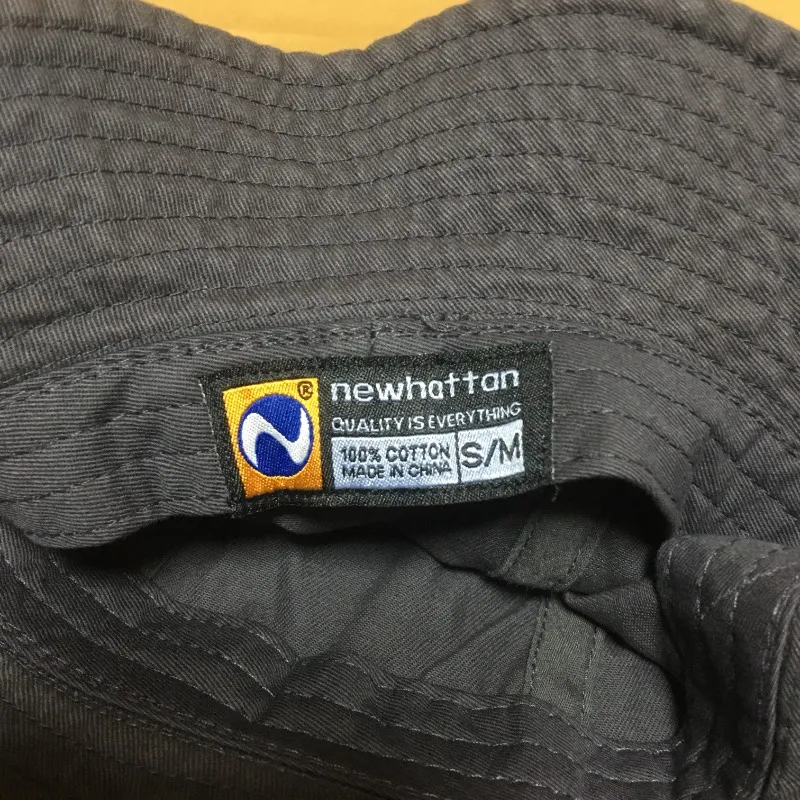 ®
newhattan
QUALITY IS EVERYTHING
100% COTTON
MADE IN CHINA
S/M